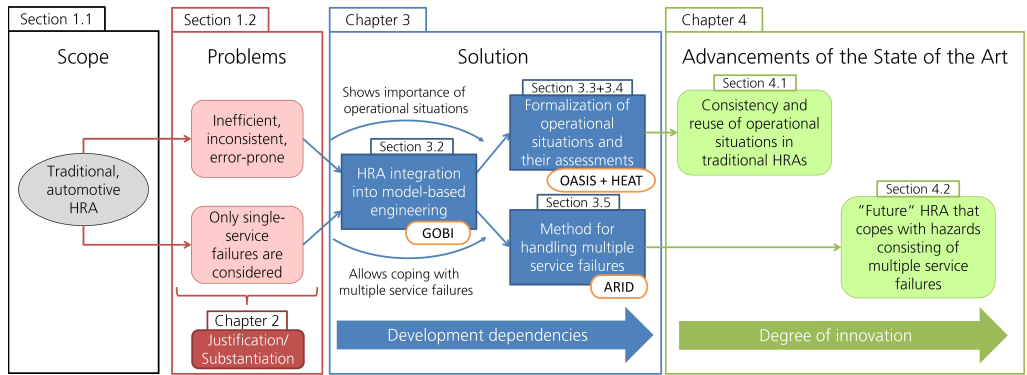 Section 1.1
Scope
Traditional,
automotive
HRA
Section 1.2
Problems
Inefficient,
inconsistent,
error-prone
Only single-
service
failures are
considered
Chapter 2
Justification/
Substantiation
Chapter 3
Solution
Shows importance of
operational situations
Section 3.2
HRA integration
into model-based
engineering
GOBI
Allows coping with
multiple service failures
Section 3.3+3.4
Formalization of
operational
situations and
their assessments
OASIS + HEAT
Section 3.5
Method for
handling multiple
service failures
ARID
Development dependencies
Chapter 4
Advancements of the State of the Art
Section 4.1
Consistency and
reuse of operational
situations in
traditional HRAs
Section 4.2
“Future” HRA that
copes with hazards
consisting of
multiple service
failures
Degree of innovation